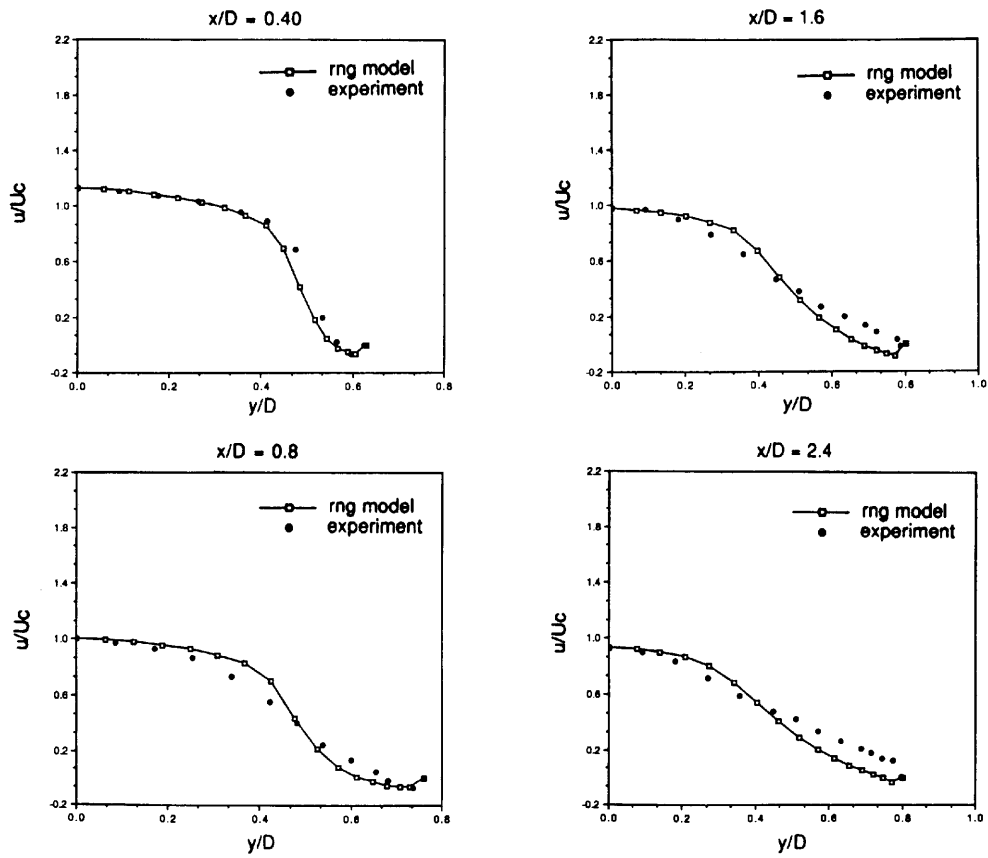 x/D = 0.40
2.2
1.8
1.4
1.0
0.6
0.2
-0.2
u/Uc
rng model
experiment
0.0
0.2
0.4
0.6
0.8
y/D
x/D = 1.6
2.2
1.8
1.4
1.0
0.6
0.2
-0.2
u/Uc
rng model
experiment
0.0
0.2
0.4
0.6
0.8
1.0
y/D
x/D = 0.8
2.2
1.8
1.4
1.0
0.6
0.2
-0.2
u/Uc
rng model
experiment
0.0
0.2
0.4
0.6
0.8
y/D
x/D = 2.4
2.2
1.8
1.4
1.0
0.6
0.2
-0.2
u/Uc
rng model
experiment
0.0
0.2
0.4
0.6
0.8
1.0
y/D